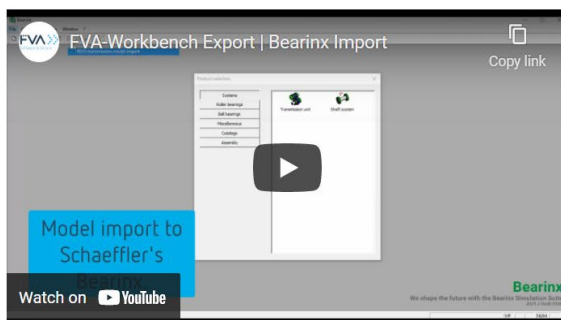 FVA
FVA-Workbench Export | Bearinx Import
Copy link
Product selection
Systems
Roller bearings
Ball bearings
Miscellaneous
Coatings
Assembly
Transmission unit
Shaft system
Model import to
Schaeffler's
Bearinx
Watch on YouTube
Bearinx
We shape the future with the Bearinx Simulation Suite